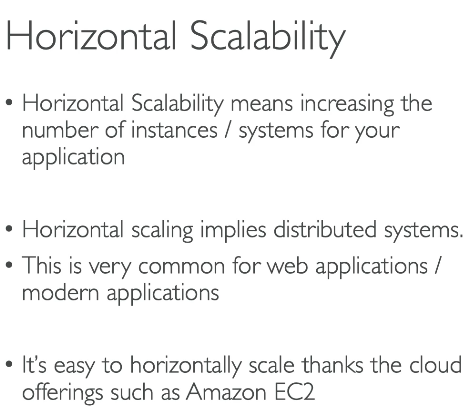 Horizontal Scalability
• Horizontal Scalability means increasing the
number of instances / systems for your
application
• Horizontal scaling implies distributed systems.
• This is very common for web applications /
modern applications
• It's easy to horizontally scale thanks the cloud
offerings such as Amazon EC2